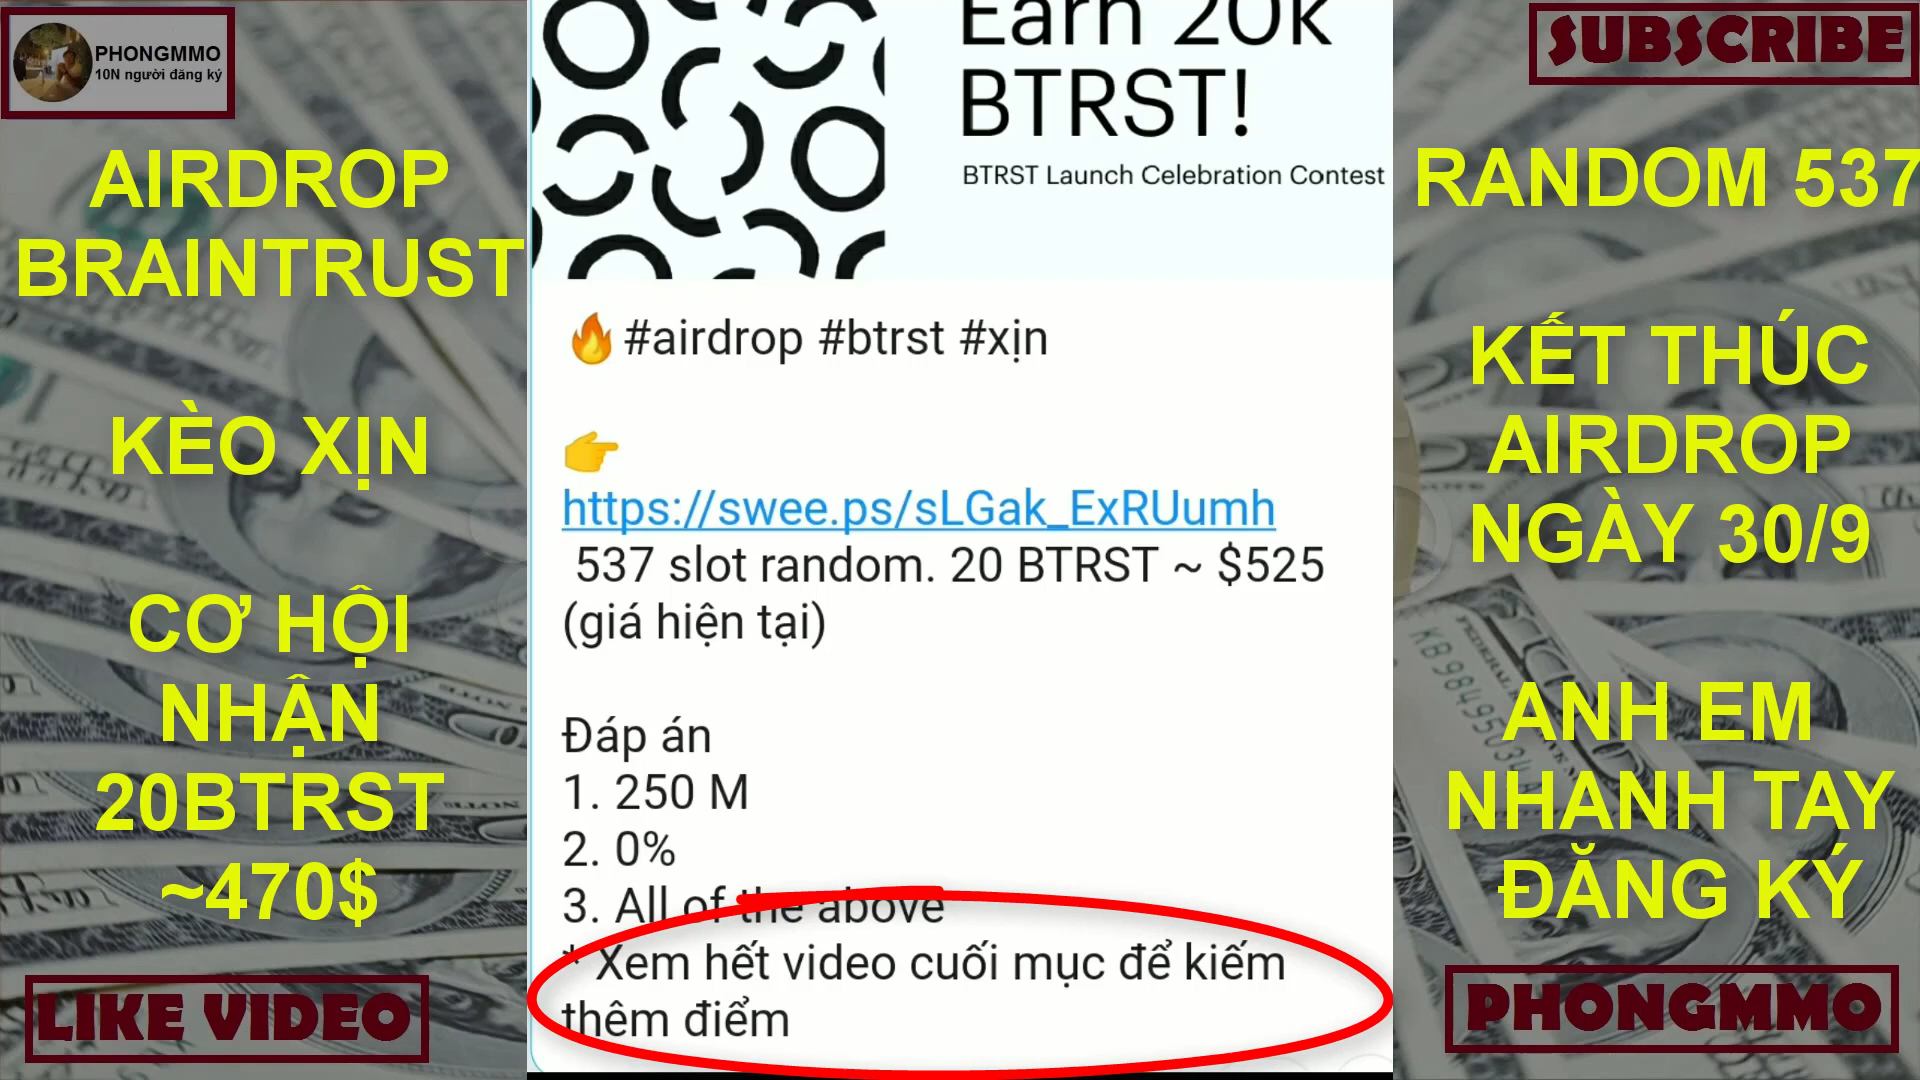 PHONGMMO
10N người đăng ký
AIRDROP
BRAINTRUST
KÈO XỊN
CƠ HỘI
NHẬN
20BTRST
~470$
LIKE VIDEO
Earn 20k
BTRST!
BTRST Launch Celebration Contest
🔥#airdrop #btrst #xịn
👉
https://swee.ps/sLGak_ExRUumh
537 slot random. 20 BTRST ~ $525
(giá hiện tại)
Đáp án
1. 250 M
2. 0%
3. All of the above
* Xem hết video cuối mục để kiếm
thêm điểm
SUBSCRIBE
RANDOM 537
KẾT THÚC
AIRDROP
NGÀY 30/9
ANH EM
NHANH TAY
ĐĂNG KÝ
PHONGMMO